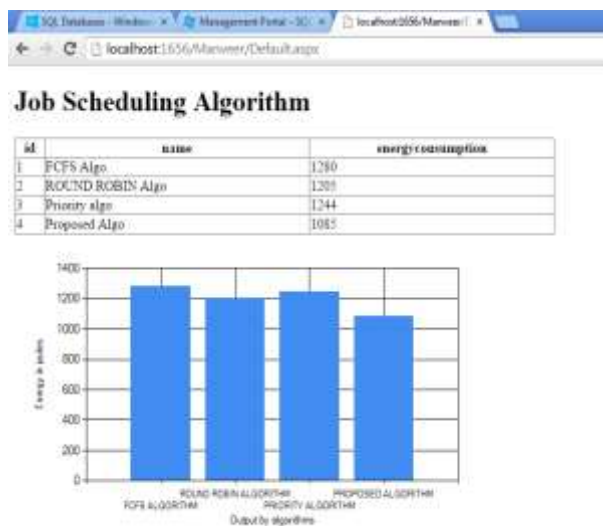 SQL Databases - Windows
Management Portal - SQL
localhost:1656/Manveer/D
localhost:1656/Manveer/Default.aspx
Job Scheduling Algorithm
id name energyconsumption
1 FCFS Algo 1280
2 ROUND ROBIN Algo 1205
3 Priority algo 1244
4 Proposed Algo 1085
1400
1200
1000
800
600
400
200
0
Energy in joules
ROUND ROBIN ALGORITHM PROPOSED ALGORITHM
FCFS ALGORITHM PRIORITY ALGORITHM
Output by algorithms